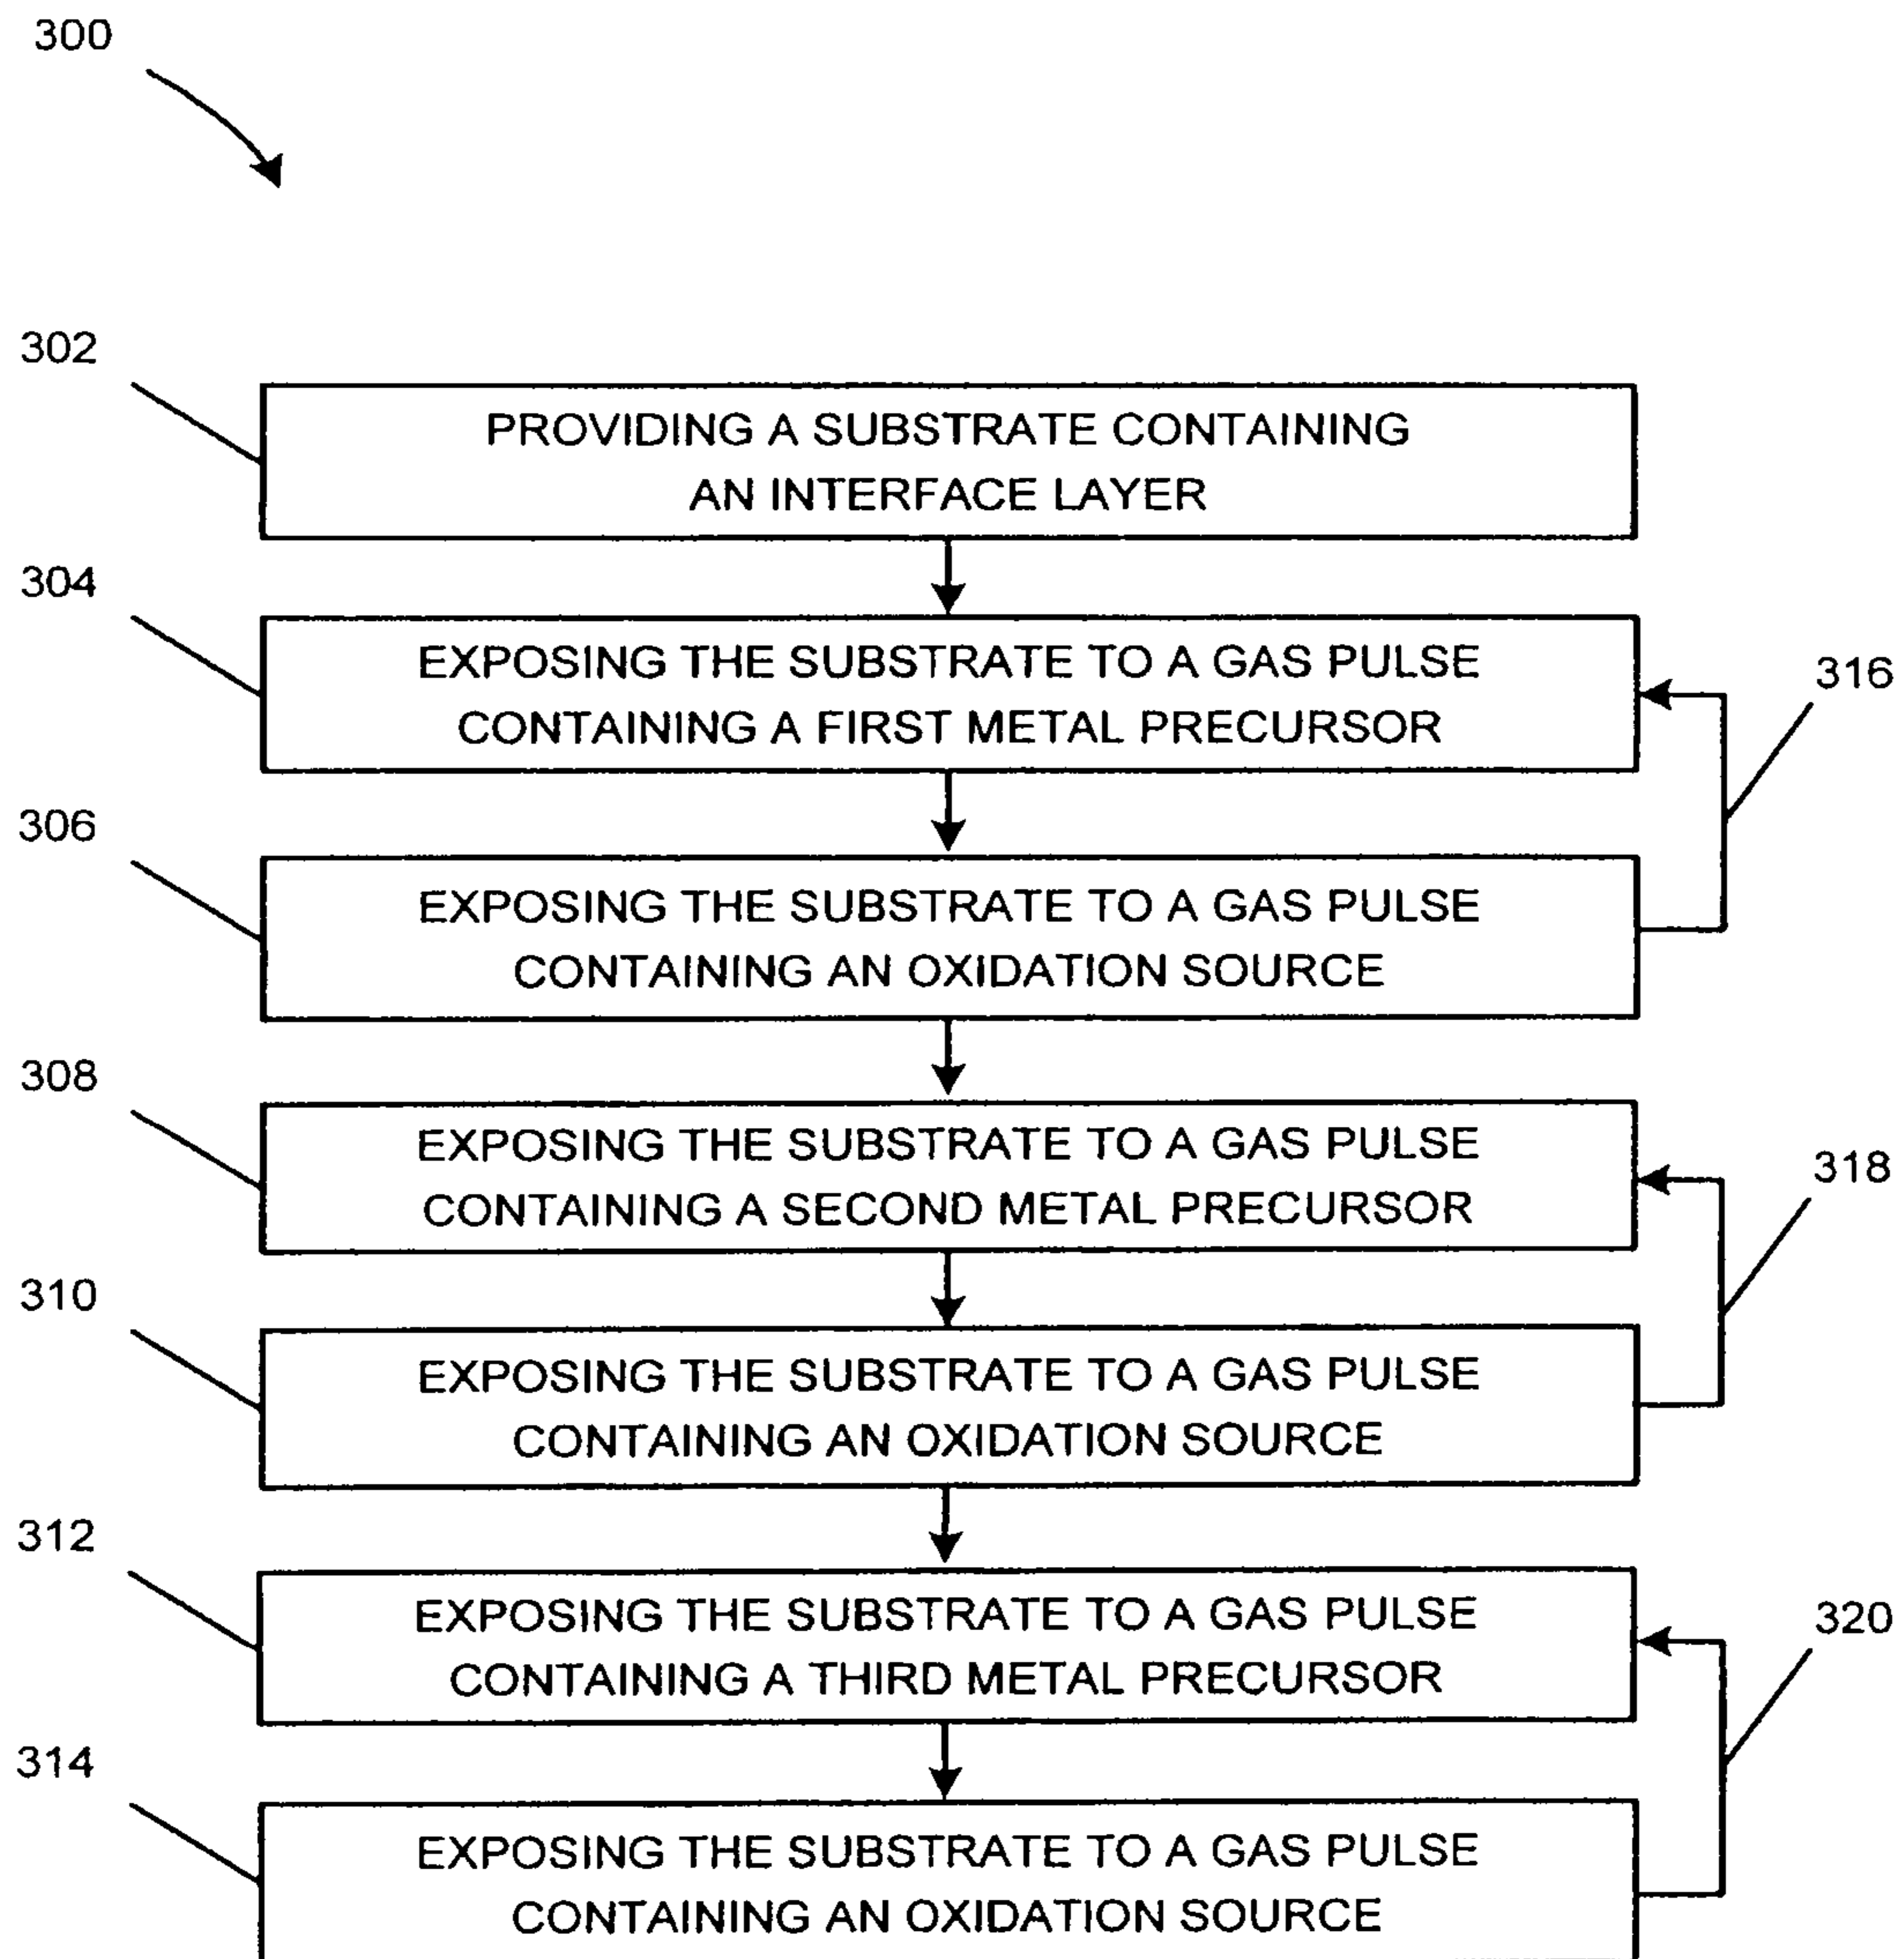 300
302
PROVIDING A SUBSTRATE CONTAINING
AN INTERFACE LAYER
304
EXPOSING THE SUBSTRATE TO A GAS PULSE
CONTAINING A FIRST METAL PRECURSOR
316
306
EXPOSING THE SUBSTRATE TO A GAS PULSE
CONTAINING AN OXIDATION SOURCE
308
EXPOSING THE SUBSTRATE TO A GAS PULSE
CONTAINING A SECOND METAL PRECURSOR
318
310
EXPOSING THE SUBSTRATE TO A GAS PULSE
CONTAINING AN OXIDATION SOURCE
312
EXPOSING THE SUBSTRATE TO A GAS PULSE
CONTAINING A THIRD METAL PRECURSOR
320
314
EXPOSING THE SUBSTRATE TO A GAS PULSE
CONTAINING AN OXIDATION SOURCE